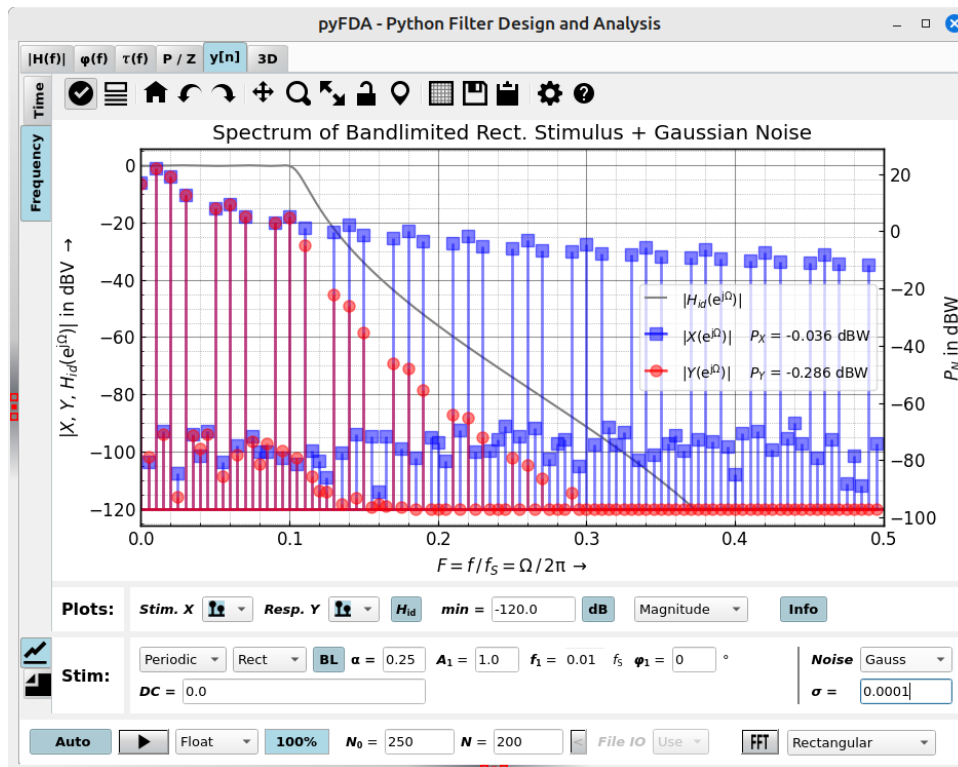 pyFDA - Python Filter Design and Analysis
|H(f)| φ(f) τ(f) P / Z y[n] 3D
Time
Frequency
Spectrum of Bandlimited Rect. Stimulus + Gaussian Noise
|X, Y, H_id(e^jΩ)| in dBV →
0
−20
−40
−60
−80
−100
−120
20
0
−20
−40
−60
−80
−100
P_N in dBW
|H_id(e^jΩ)|
|X(e^jΩ)| P_X = -0.036 dBW
|Y(e^jΩ)| P_Y = -0.286 dBW
0.0 0.1 0.2 0.3 0.4 0.5
F = f / f_S = Ω / 2π →
Plots: Stim. X Resp. Y H_id min = -120.0 dB Magnitude Info
Stim: Periodic Rect BL α = 0.25 A₁ = 1.0 f₁ = 0.01 f_S φ₁ = 0 ° Noise Gauss
DC = 0.0 σ = 0.0001
Auto Float 100% N₀ = 250 N = 200 < File IO Use FFT Rectangular